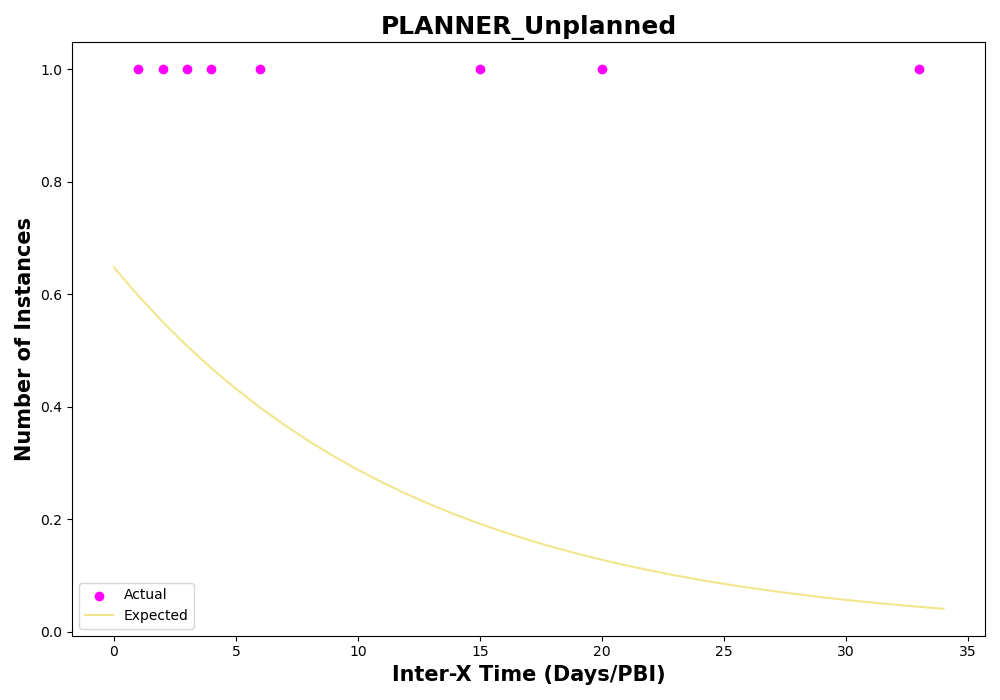 PLANNER_Unplanned
Number of Instances
1.0
0.8
0.6
0.4
0.2
0.0
Actual
Expected
0 5 10 15 20 25 30 35
Inter-X Time (Days/PBI)